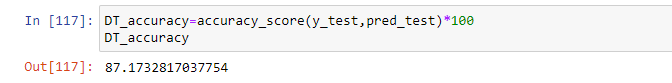 In [117]: DT_accuracy=accuracy_score(y_test,pred_test)*100
DT_accuracy
Out[117]: 87.1732817037754